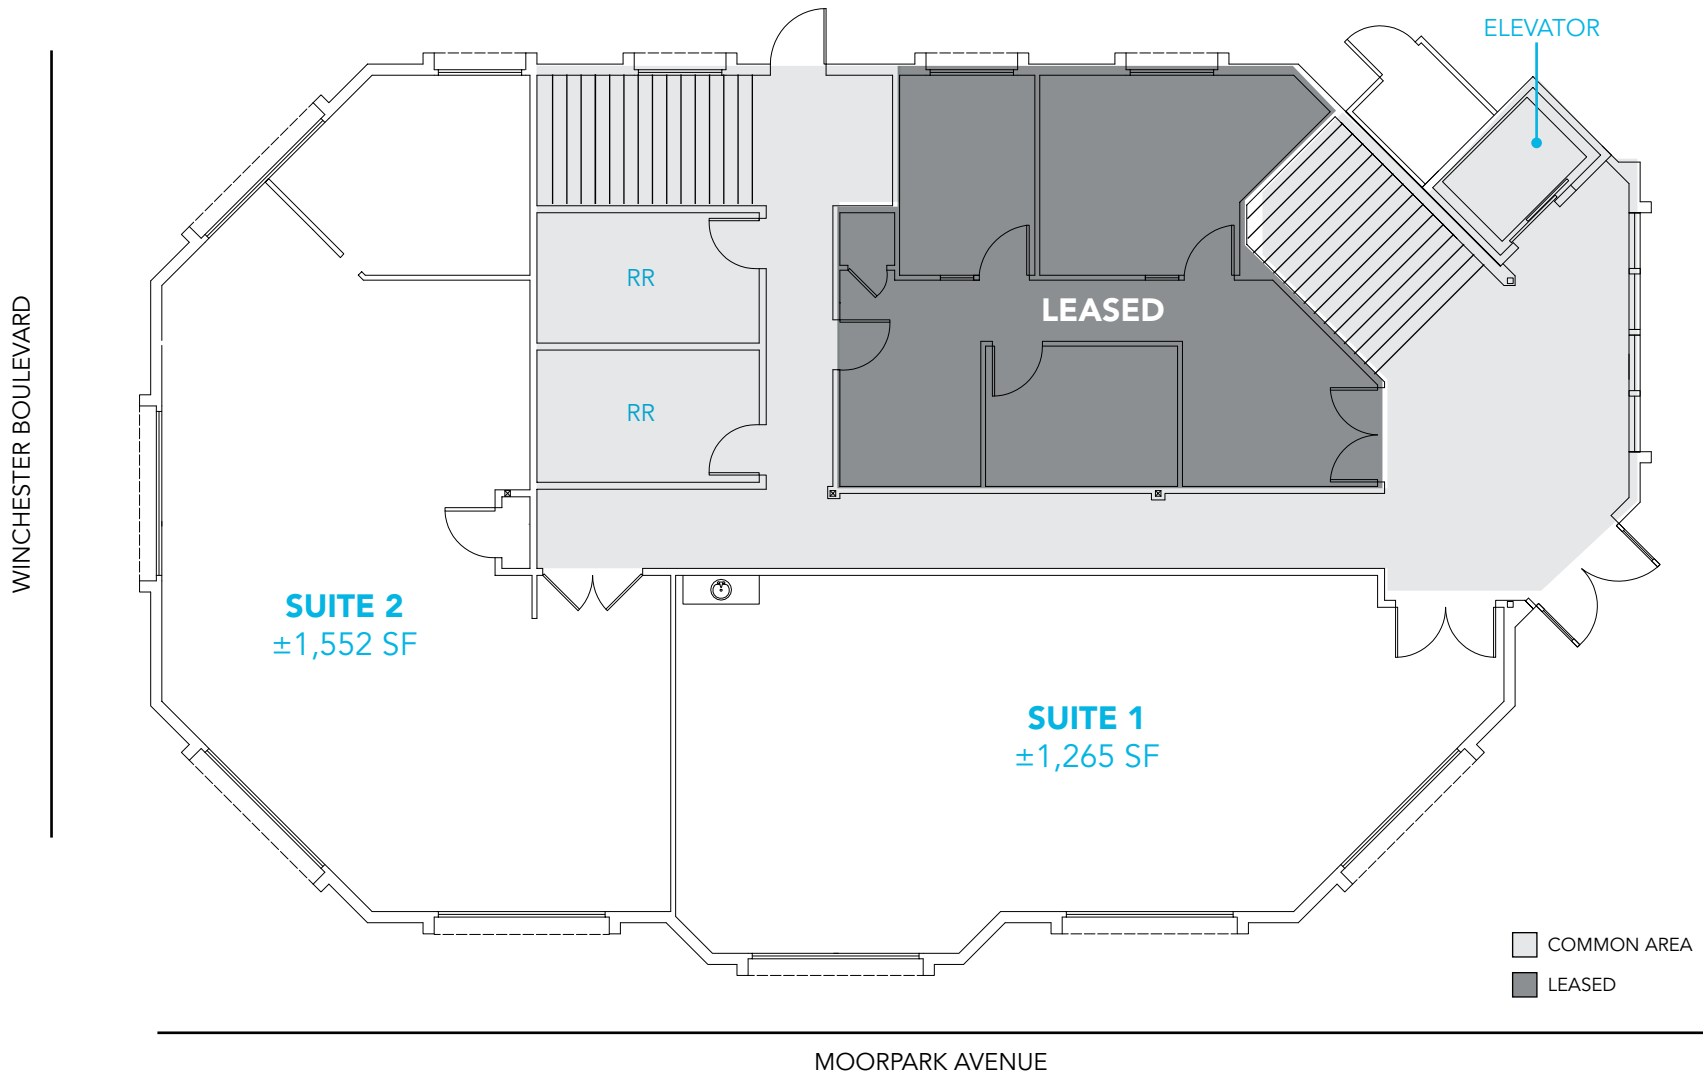 ELEVATOR
RR
LEASED
RR
WINCHESTER BOULEVARD
SUITE 2
±1,552 SF
SUITE 1
±1,265 SF
COMMON AREA
LEASED
MOORPARK AVENUE